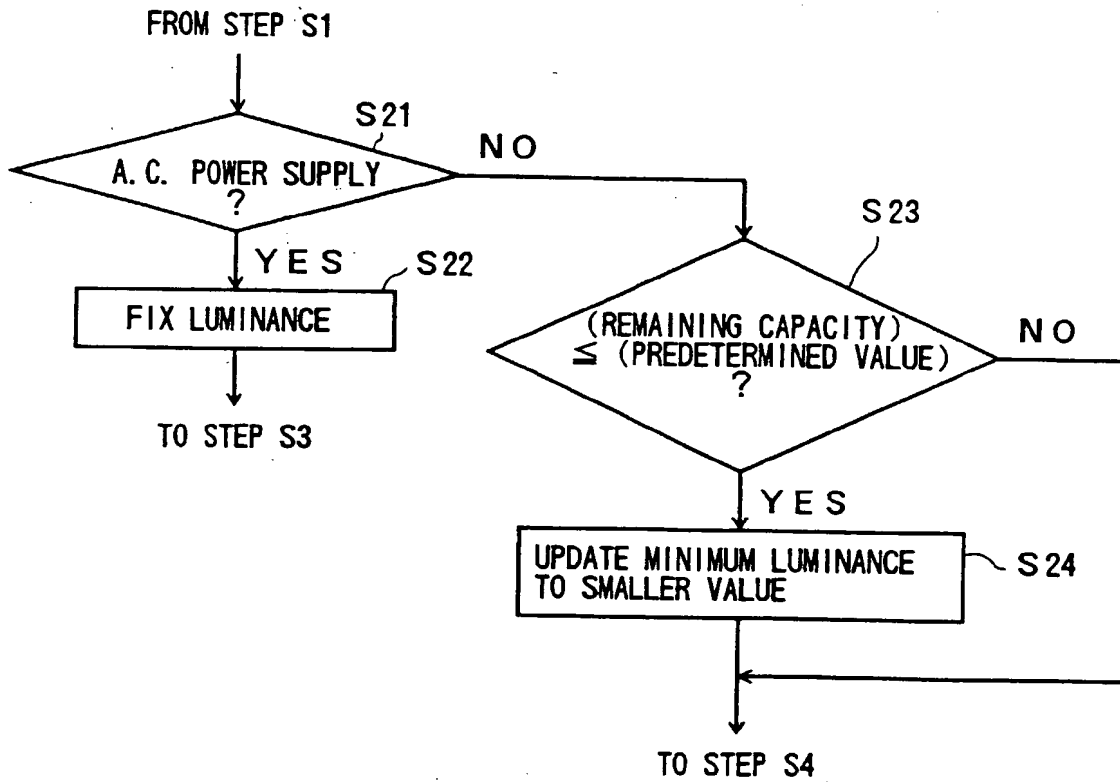 FROM STEP S1
S21
NO
A.C. POWER SUPPLY
?
YES
S22
FIX LUMINANCE
TO STEP S3
S23
(REMAINING CAPACITY)
≦ (PREDETERMINED VALUE)
?
NO
YES
UPDATE MINIMUM LUMINANCE
TO SMALLER VALUE
S24
TO STEP S4